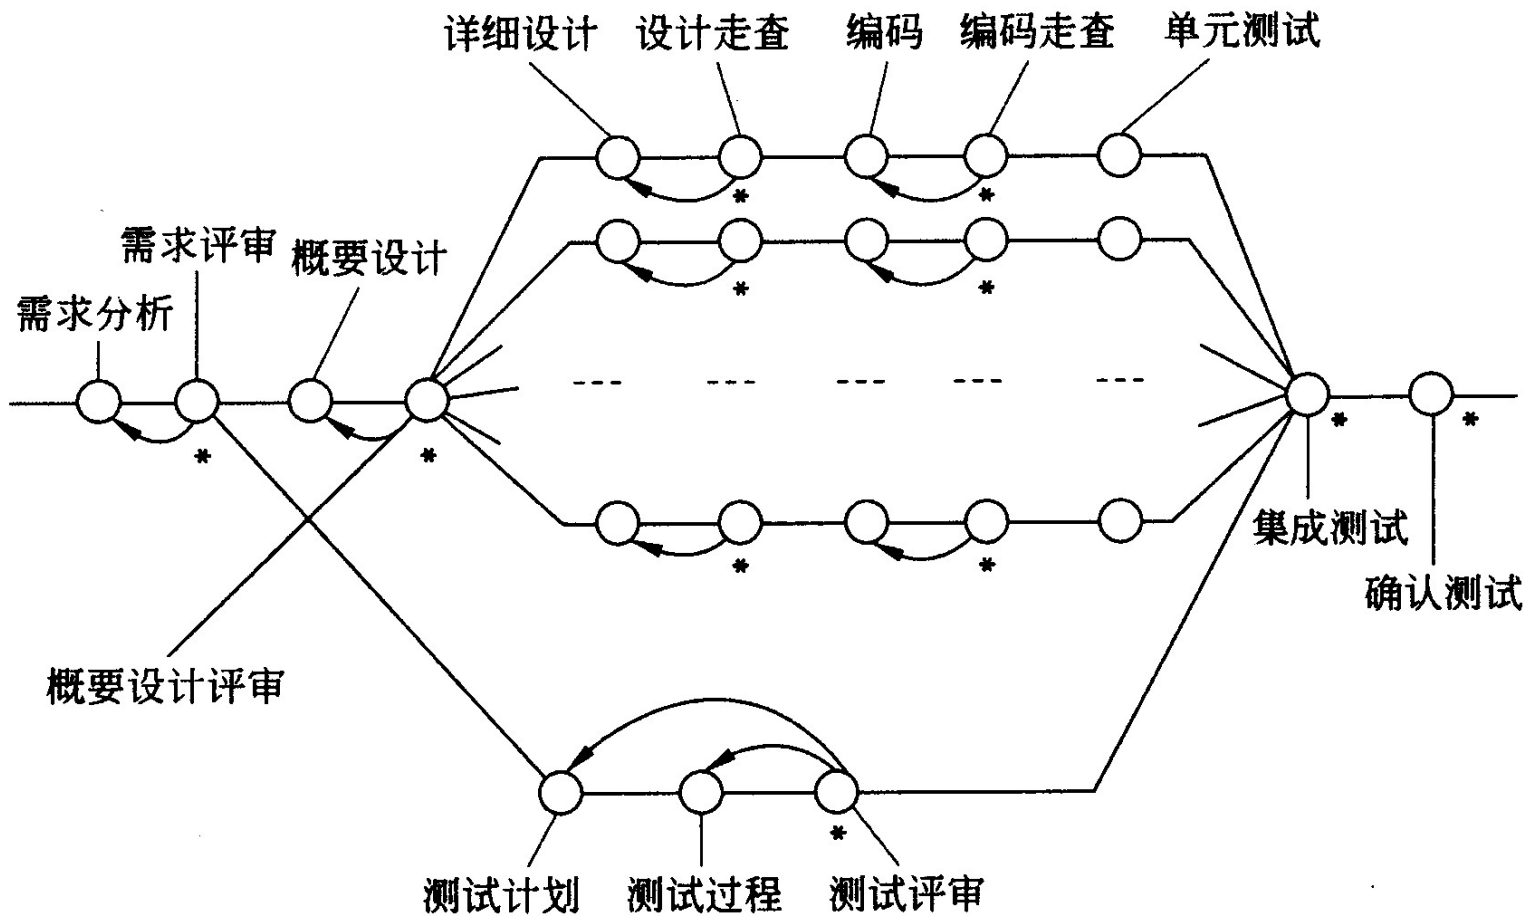 详细设计
设计走查
编码
编码走查
单元测试
*
*
需求评审
概要设计
需求分析
*
*
---
---
---
---
---
*
*
*
*
集成测试
*
*
确认测试
概要设计评审
*
测试计划
测试过程
测试评审